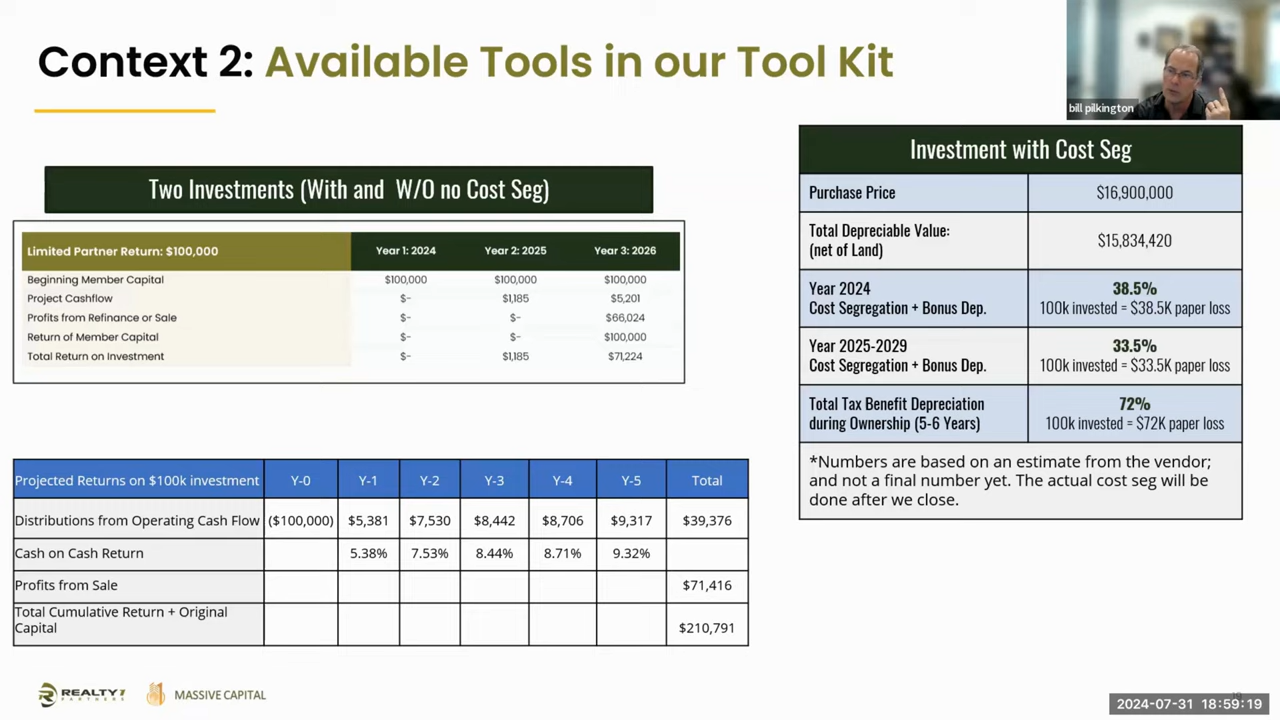 Context 2: Available Tools in our Tool Kit
bill pilkington
Two Investments (With and W/O no Cost Seg)
Limited Partner Return: $100,000 Year 1: 2024 Year 2: 2025 Year 3: 2026
Beginning Member Capital $100,000 $100,000 $100,000
Project Cashflow $- $1,185 $5,201
Profits from Refinance or Sale $- $- $66,024
Return of Member Capital $- $- $100,000
Total Return on Investment $- $1,185 $71,224
Projected Returns on $100k investment Y-0 Y-1 Y-2 Y-3 Y-4 Y-5 Total
Distributions from Operating Cash Flow ($100,000) $5,381 $7,530 $8,442 $8,706 $9,317 $39,376
Cash on Cash Return 5.38% 7.53% 8.44% 8.71% 9.32%
Profits from Sale $71,416
Total Cumulative Return + Original
Capital $210,791
Investment with Cost Seg
Purchase Price $16,900,000
Total Depreciable Value:
(net of Land) $15,834,420
Year 2024 38.5%
Cost Segregation + Bonus Dep. 100k invested = $38.5K paper loss
Year 2025-2029 33.5%
Cost Segregation + Bonus Dep. 100k invested = $33.5K paper loss
Total Tax Benefit Depreciation 72%
during Ownership (5-6 Years) 100k invested = $72K paper loss
*Numbers are based on an estimate from the vendor;
and not a final number yet. The actual cost seg will be
done after we close.
REALTY1
PARTNERS
MASSIVE CAPITAL
2024-07-31 18:59:19